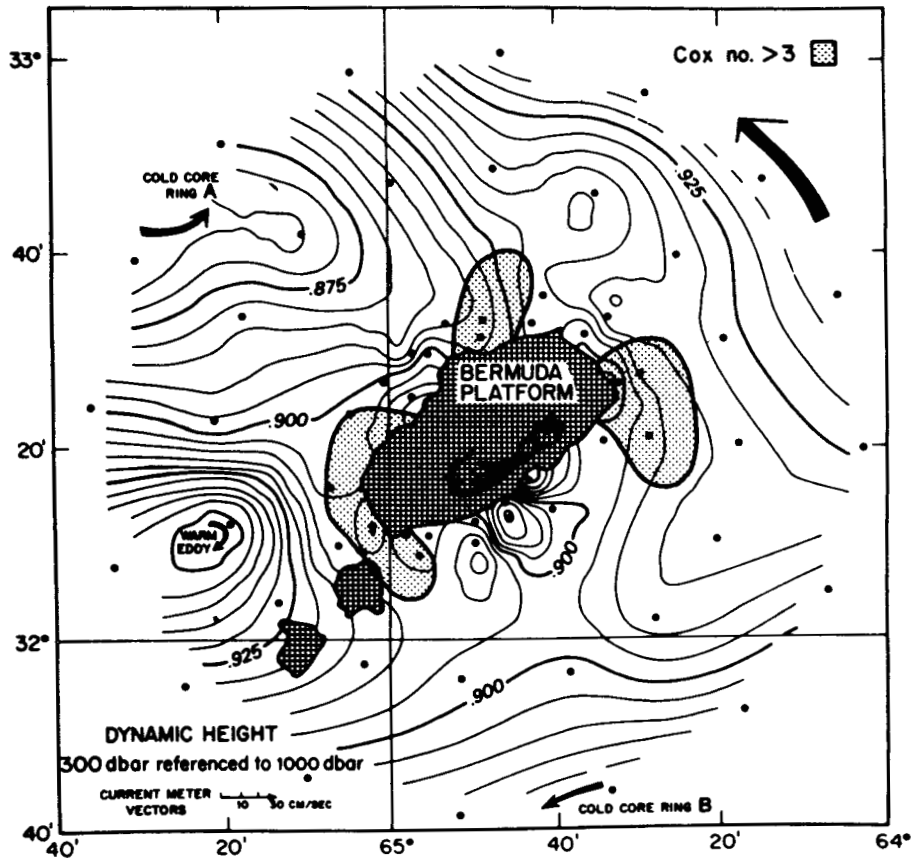 33°
Cox no. >3
.925
COLD CORE
RING A
40'
.875
BERMUDA
PLATFORM
.900
20'
WARM
EDDY
.900
32°
.925
.900
DYNAMIC HEIGHT
300 dbar referenced to 1000 dbar
CURRENT METER
VECTORS
10 30 CM/SEC
COLD CORE RING B
40'
40' 20' 65° 40' 20' 64°